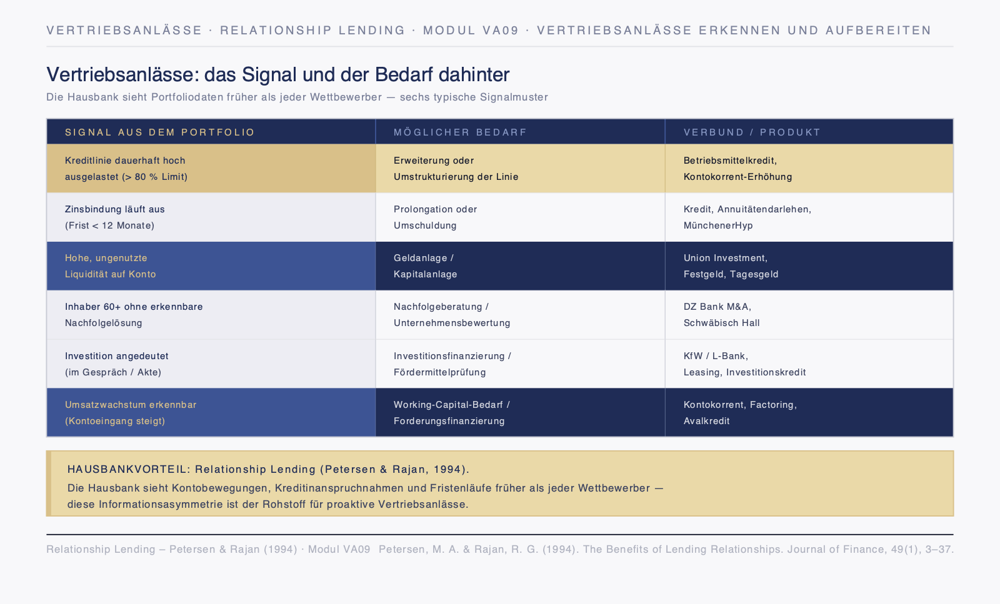 VERTRIEBSANLÄSSE · RELATIONSHIP LENDING · MODUL VA09 · VERTRIEBSANLÄSSE ERKENNEN UND AUFBEREITEN
Vertriebsanlässe: das Signal und der Bedarf dahinter
Die Hausbank sieht Portfoliodaten früher als jeder Wettbewerber — sechs typische Signalmuster
SIGNAL AUS DEM PORTFOLIO
MÖGLICHER BEDARF
VERBUND / PRODUKT
Kreditlinie dauerhaft hoch
ausgelastet (> 80 % Limit)
Erweiterung oder
Umstrukturierung der Linie
Betriebsmittelkredit,
Kontokorrent-Erhöhung
Zinsbindung läuft aus
(Frist < 12 Monate)
Prolongation oder
Umschuldung
Kredit, Annuitätendarlehen,
MünchenerHyp
Hohe, ungenutzte
Liquidität auf Konto
Geldanlage /
Kapitalanlage
Union Investment,
Festgeld, Tagesgeld
Inhaber 60+ ohne erkennbare
Nachfolgelösung
Nachfolgeberatung /
Unternehmensbewertung
DZ Bank M&A,
Schwäbisch Hall
Investition angedeutet
(im Gespräch / Akte)
Investitionsfinanzierung /
Fördermittelprüfung
KfW / L-Bank,
Leasing, Investitionskredit
Umsatzwachstum erkennbar
(Kontoeingang steigt)
Working-Capital-Bedarf /
Forderungsfinanzierung
Kontokorrent, Factoring,
Avalkredit
HAUSBANKVORTEIL: Relationship Lending (Petersen & Rajan, 1994).
Die Hausbank sieht Kontobewegungen, Kreditinanspruchnahmen und Fristenläufe früher als jeder Wettbewerber —
diese Informationsasymmetrie ist der Rohstoff für proaktive Vertriebsanlässe.
Relationship Lending – Petersen & Rajan (1994) · Modul VA09 Petersen, M. A. & Rajan, R. G. (1994). The Benefits of Lending Relationships. Journal of Finance, 49(1), 3–37.